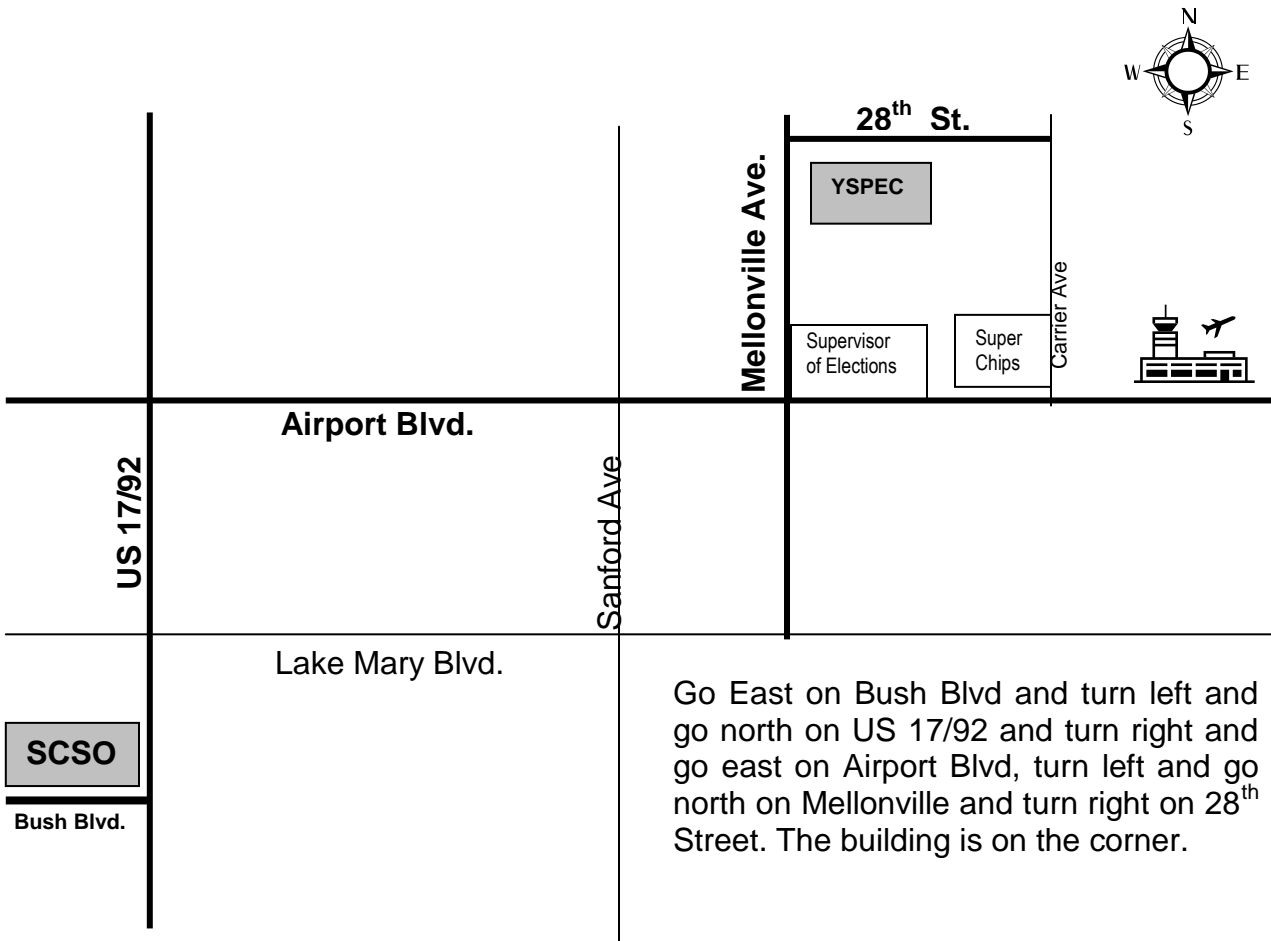 N
W E
S
28th St.
YSPEC
Mellonville Ave.
Carrier Ave
Supervisor
of Elections
Super
Chips
Airport Blvd.
US 17/92
Sanford Ave
Lake Mary Blvd.
SCSO
Bush Blvd.
Go East on Bush Blvd and turn left and
go north on US 17/92 and turn right and
go east on Airport Blvd, turn left and go
north on Mellonville and turn right on 28th
Street. The building is on the corner.